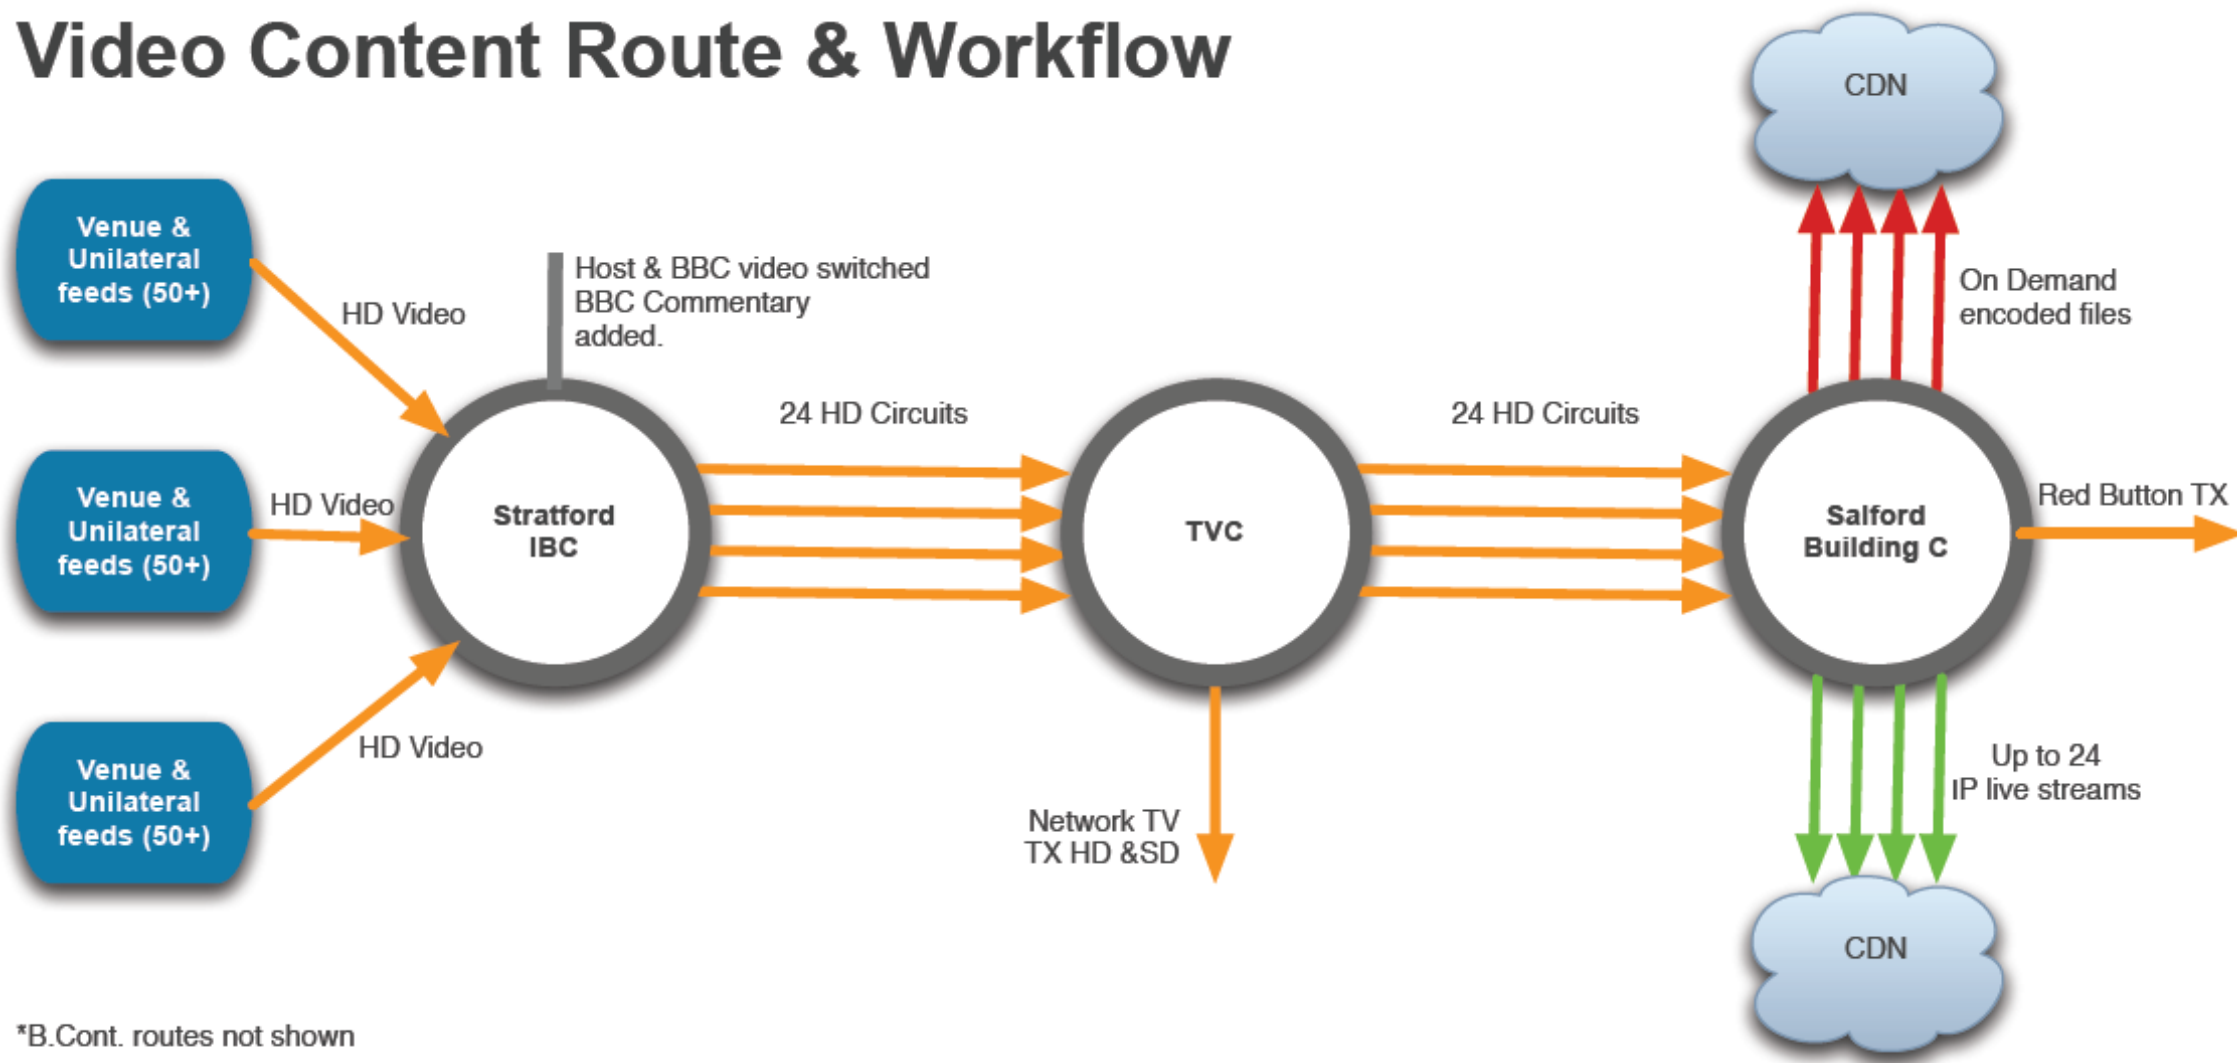 Video Content Route & Workflow
CDN
Venue &
Unilateral
feeds (50+)
HD Video
Host & BBC video switched
BBC Commentary
added.
On Demand
encoded files
24 HD Circuits
24 HD Circuits
Venue &
Unilateral
feeds (50+)
HD Video
Stratford
IBC
TVC
Salford
Building C
Red Button TX
Venue &
Unilateral
feeds (50+)
HD Video
Network TV
TX HD &SD
Up to 24
IP live streams
CDN
*B.Cont. routes not shown